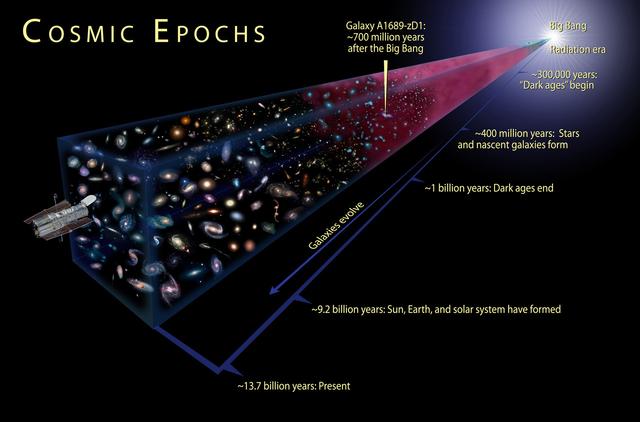 COSMIC EPOCHS
Galaxy A1689-zD1:
~700 million years
after the Big Bang
Big Bang
Radiation era
~300,000 years:
"Dark ages" begin
~400 million years: Stars
and nascent galaxies form
~1 billion years: Dark ages end
Galaxies evolve
~9.2 billion years: Sun, Earth, and solar system have formed
~13.7 billion years: Present